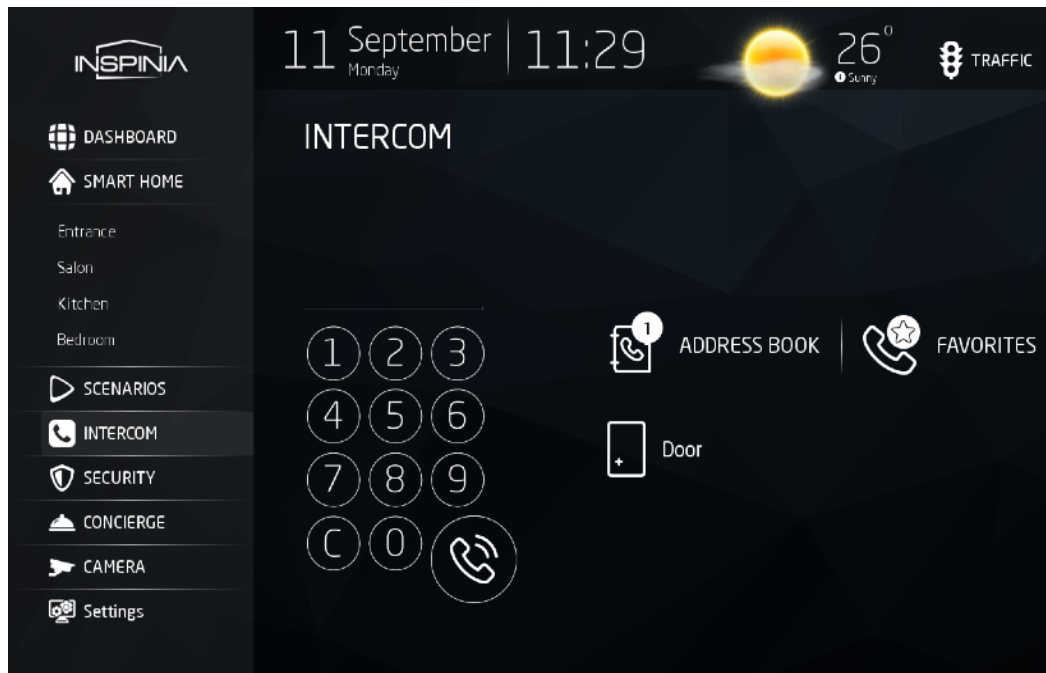 INSPINIA
11 September Monday 11:29
26°
Sunny
TRAFFIC
DASHBOARD
SMART HOME
Entrance
Salon
Kitchen
Bedroom
SCENARIOS
INTERCOM
SECURITY
CONCIERGE
CAMERA
Settings
INTERCOM
1 2 3
4 5 6
7 8 9
C 0
1
ADDRESS BOOK
FAVORITES
Door